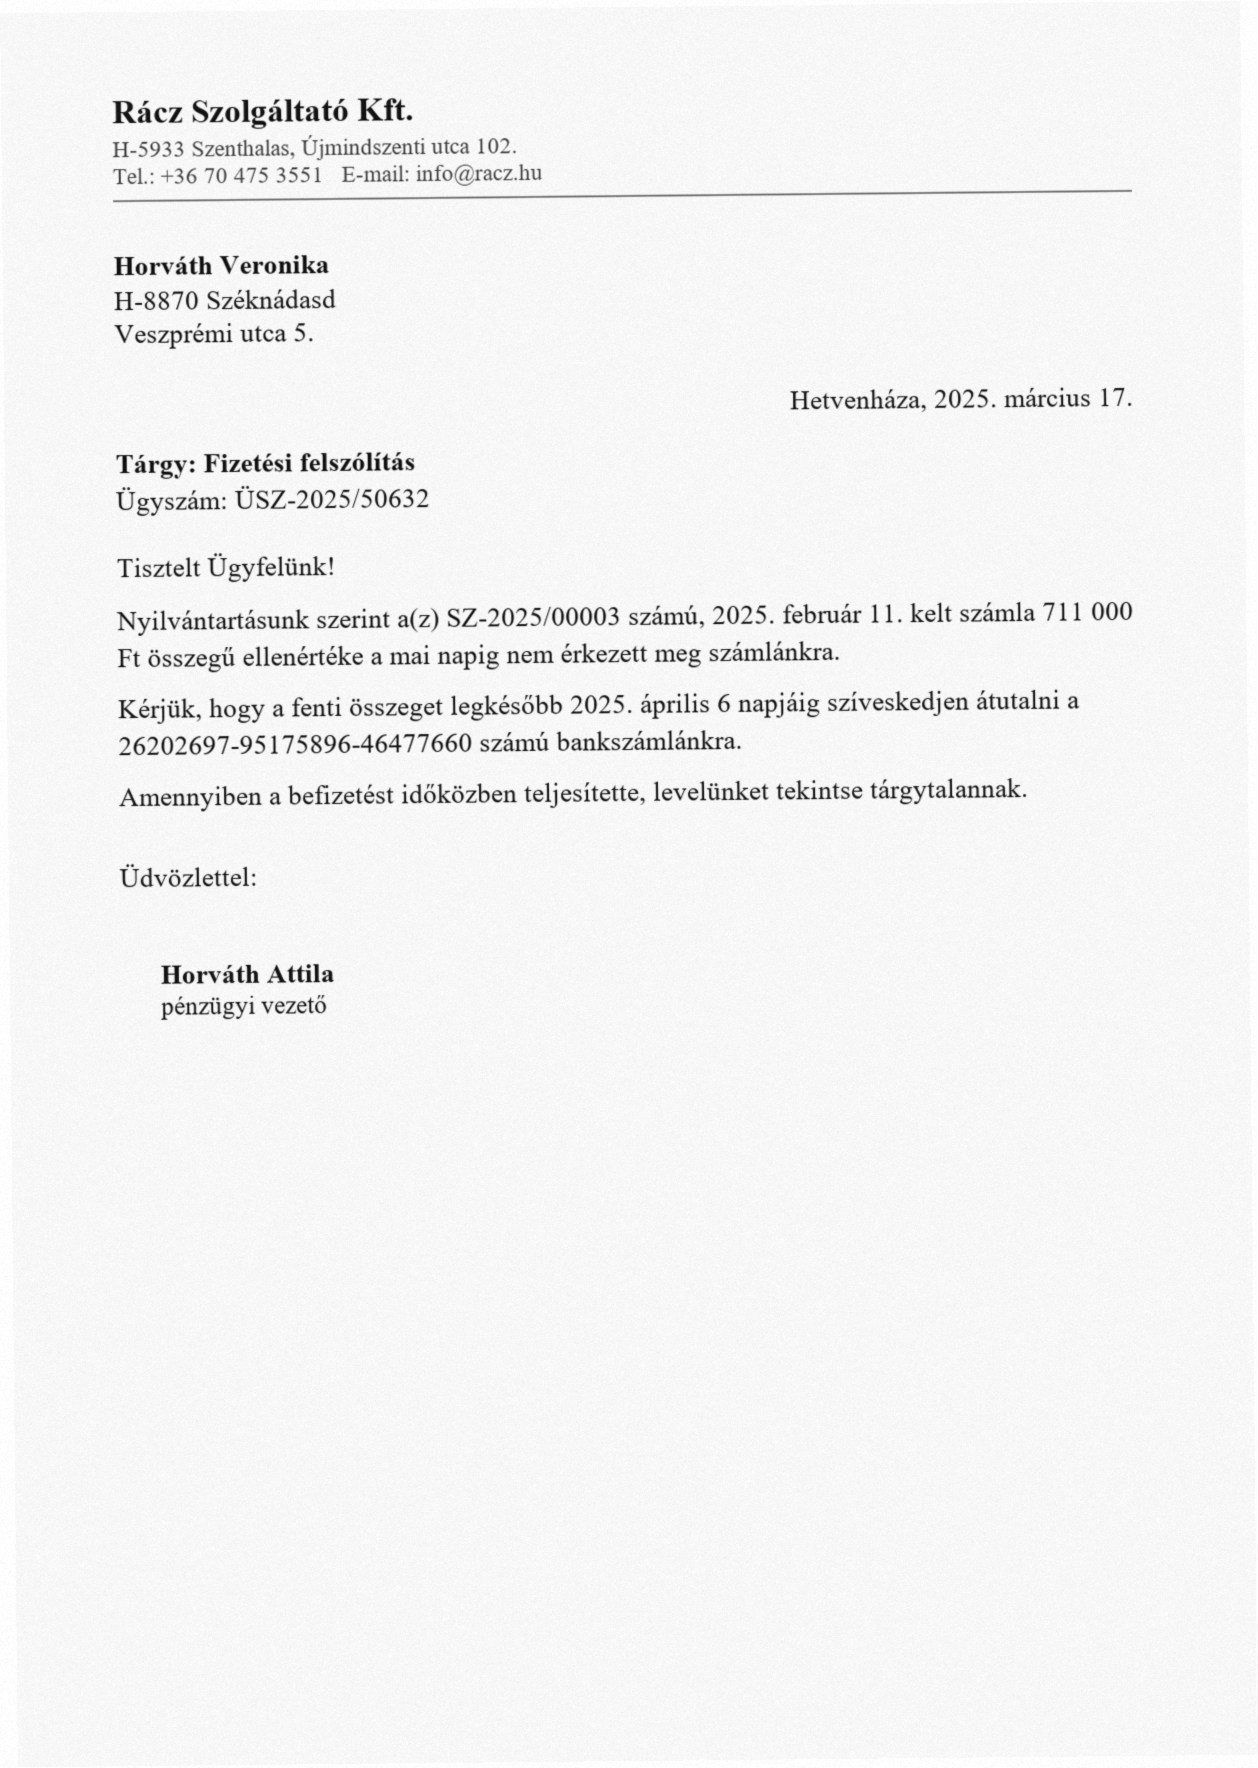 Rácz Szolgáltató Kft.
H-5933 Szenthalas, Újmindszenti utca 102.
Tel.: +36 70 475 3551 E-mail: info@racz.hu
Horváth Veronika
H-8870 Széknádasd
Veszprémi utca 5.
Hetvenháza, 2025. március 17.
Tárgy: Fizetési felszólítás
Ügyszám: ÜSZ-2025/50632
Tisztelt Ügyfelünk!
Nyilvántartásunk szerint a(z) SZ-2025/00003 számú, 2025. február 11. kelt számla 711 000
Ft összegű ellenértéke a mai napig nem érkezett meg számlánkra.
Kérjük, hogy a fenti összeget legkésőbb 2025. április 6 napjáig szíveskedjen átutalni a
26202697-95175896-46477660 számú bankszámlánkra.
Amennyiben a befizetést időközben teljesítette, levelünket tekintse tárgytalannak.
Üdvözlettel:
Horváth Attila
pénzügyi vezető